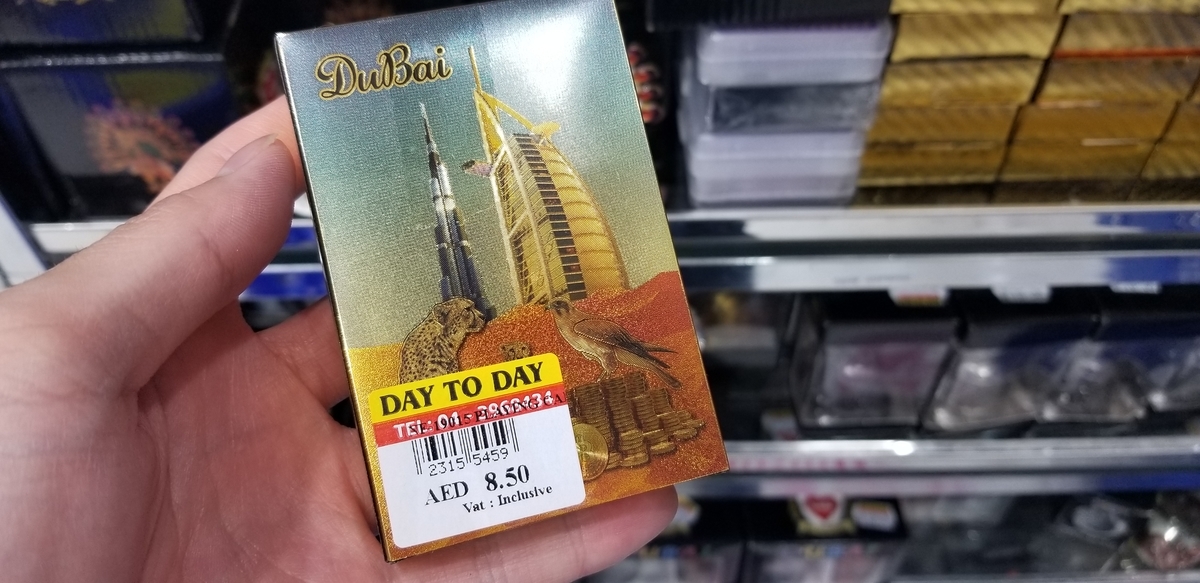 DuBai
DAY TO DAY
TEL: 04 -
2315 5459
AED 8.50
Vat : Inclusive